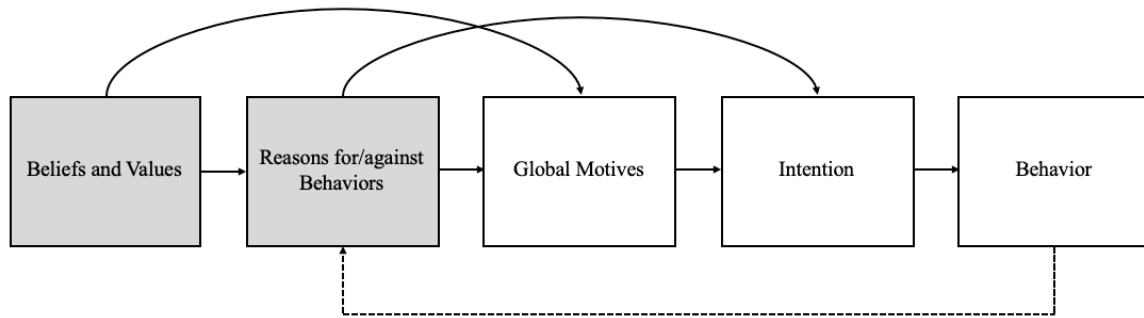 Beliefs and Values
Reasons for/against
Behaviors
Global Motives
Intention
Behavior